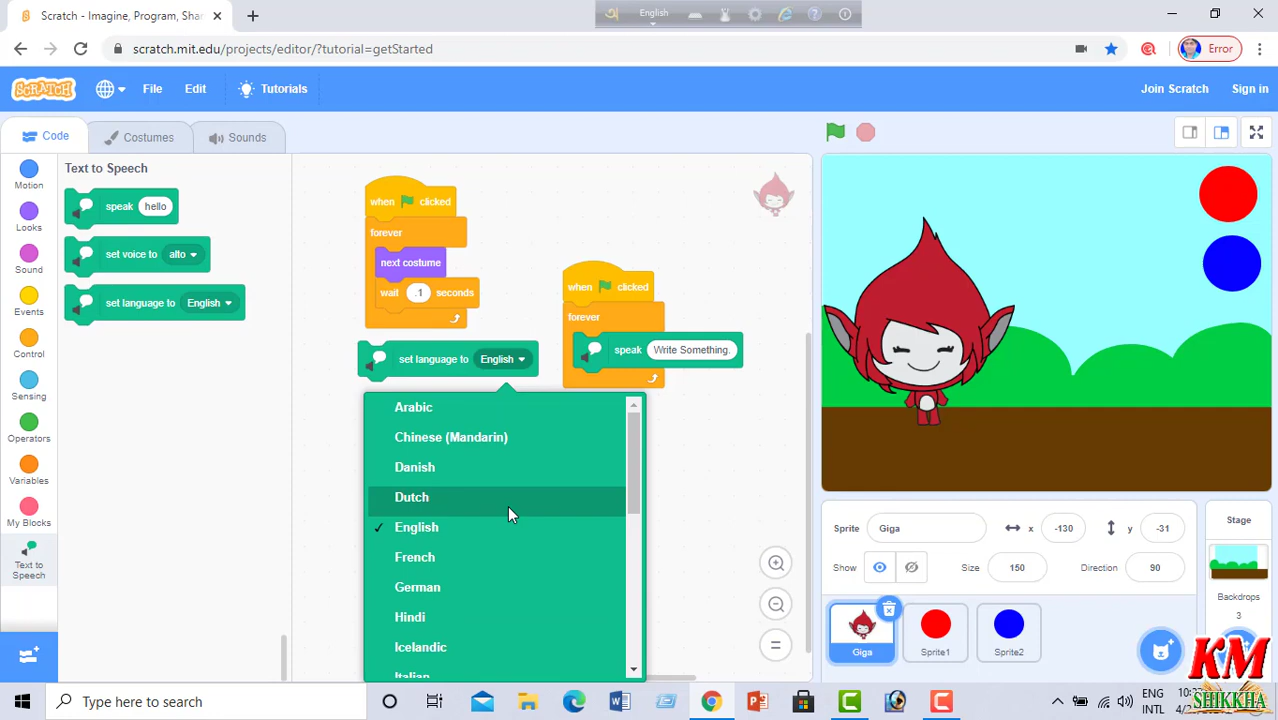 Scratch - Imagine, Program, Shar
English
scratch.mit.edu/projects/editor/?tutorial=getStarted
Error
SCRATCH
File
Edit
Tutorials
Join Scratch
Sign in
Code
Costumes
Sounds
Motion
Looks
Sound
Events
Control
Sensing
Operators
Variables
My Blocks
Text to
Speech
Text to Speech
speak hello
set voice to alto
set language to English
when clicked
forever
next costume
wait .1 seconds
when clicked
forever
speak Write Something,
set language to English
Arabic
Chinese (Mandarin)
Danish
Dutch
English
French
German
Hindi
Icelandic
Italian
Sprite Giga
x -130
y -31
Show
Size 150
Direction 90
Giga
Sprite1
Sprite2
Stage
Backdrops
3
KM
SHIKKHA
Type here to search
ENG
INTL